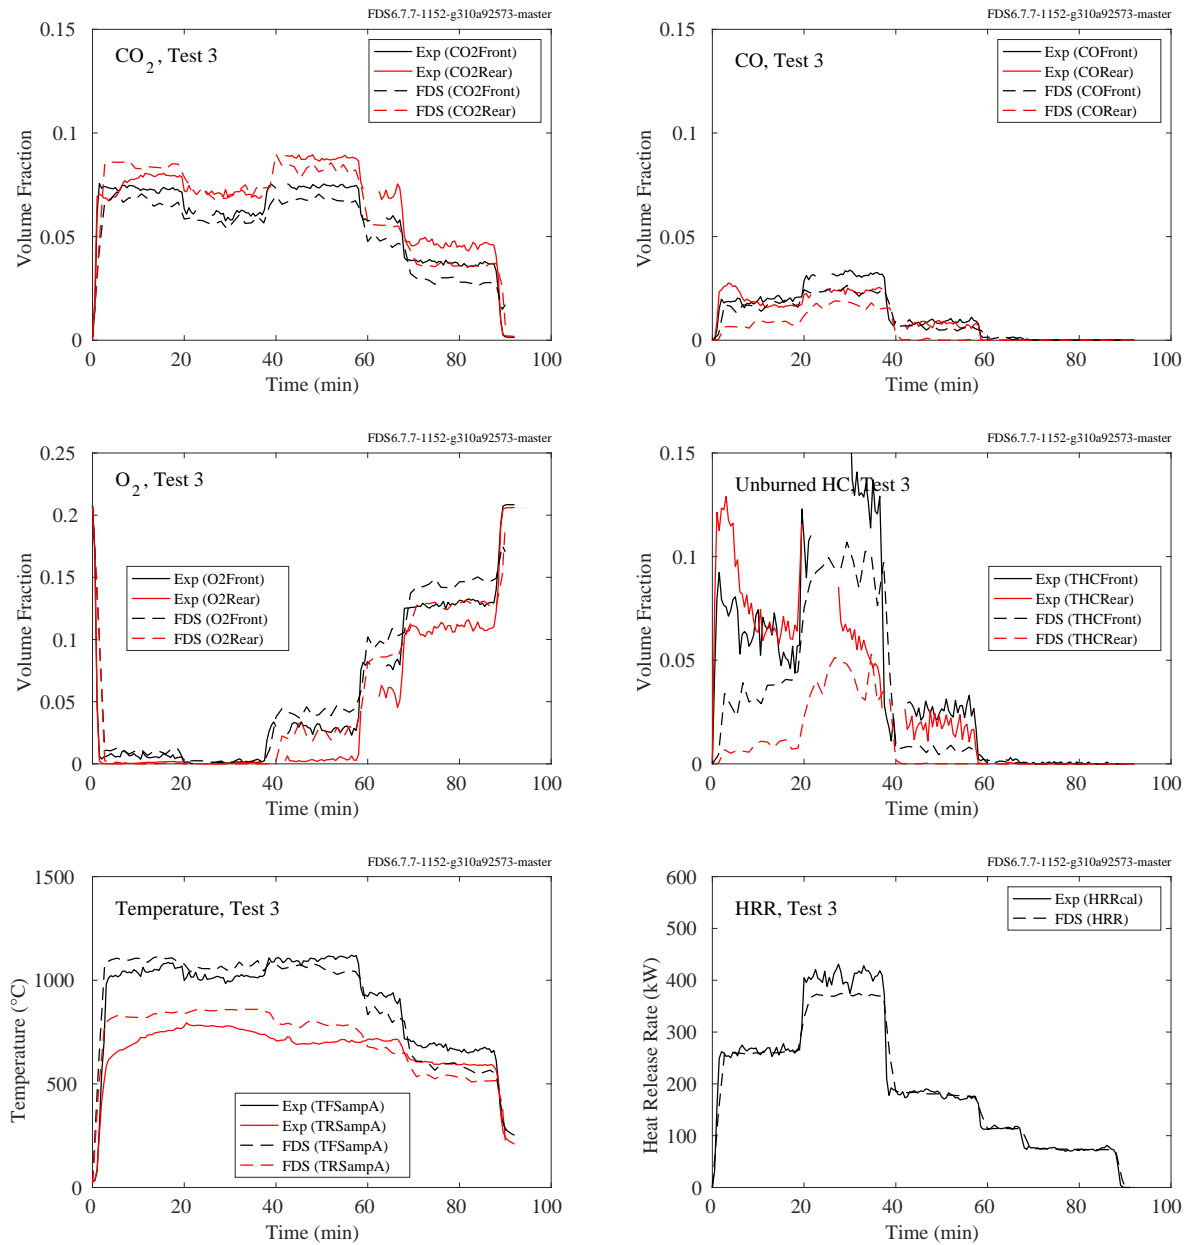 FDS6.7.7-1152-g310a92573-master
CO2, Test 3
Exp (CO2Front)
Exp (CO2Rear)
FDS (CO2Front)
FDS (CO2Rear)
0.15
0.1
0.05
0
Volume Fraction
0 20 40 60 80 100
Time (min)
FDS6.7.7-1152-g310a92573-master
CO, Test 3
Exp (COFront)
Exp (CORear)
FDS (COFront)
FDS (CORear)
0.15
0.1
0.05
0
Volume Fraction
0 20 40 60 80 100
Time (min)
FDS6.7.7-1152-g310a92573-master
O2, Test 3
Exp (O2Front)
Exp (O2Rear)
FDS (O2Front)
FDS (O2Rear)
0.25
0.2
0.15
0.1
0.05
0
Volume Fraction
0 20 40 60 80 100
Time (min)
FDS6.7.7-1152-g310a92573-master
Unburned HC, Test 3
Exp (THCFront)
Exp (THCRear)
FDS (THCFront)
FDS (THCRear)
0.15
0.1
0.05
0
Volume Fraction
0 20 40 60 80 100
Time (min)
FDS6.7.7-1152-g310a92573-master
Temperature, Test 3
Exp (TFSampA)
Exp (TRSampA)
FDS (TFSampA)
FDS (TRSampA)
1500
1000
500
0
Temperature (°C)
0 20 40 60 80 100
Time (min)
FDS6.7.7-1152-g310a92573-master
HRR, Test 3
Exp (HRRcal)
FDS (HRR)
600
500
400
300
200
100
0
Heat Release Rate (kW)
0 20 40 60 80 100
Time (min)